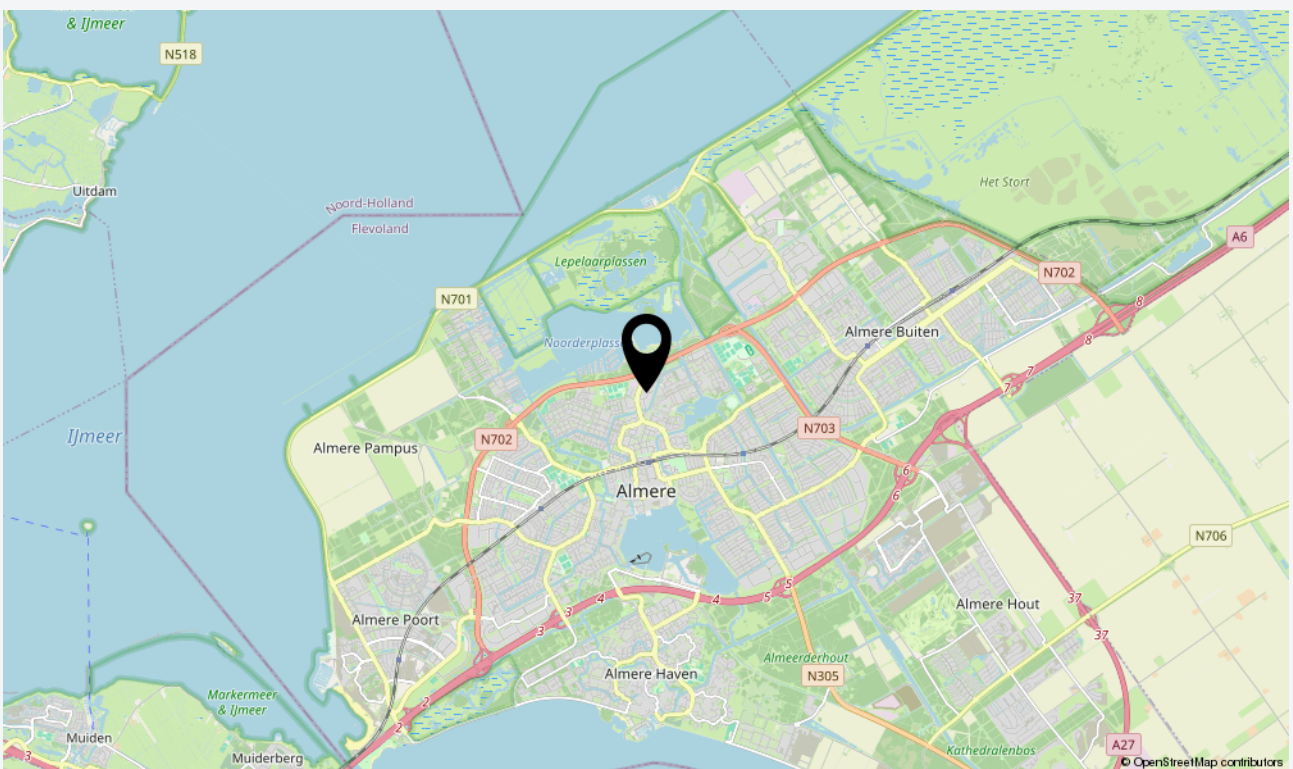 & IJmeer
N518
Uitdam
Het Stort
Noord-Holland
Flevoland
A6
Lepelaarplassen
N702
N701
8
8
Almere Buiten
7
7
N703
IJmeer
N702
Almere Pampus
6
6
Almere
N706
5
5
4
4
3
3
37
37
Almere Hout
Almere Poort
Almeerderhout
N305
Almere Haven
Markermeer
& IJmeer
2
2
Muiden
3
Muiderberg
A27
Kathedralenbos
© OpenStreetMap contributors